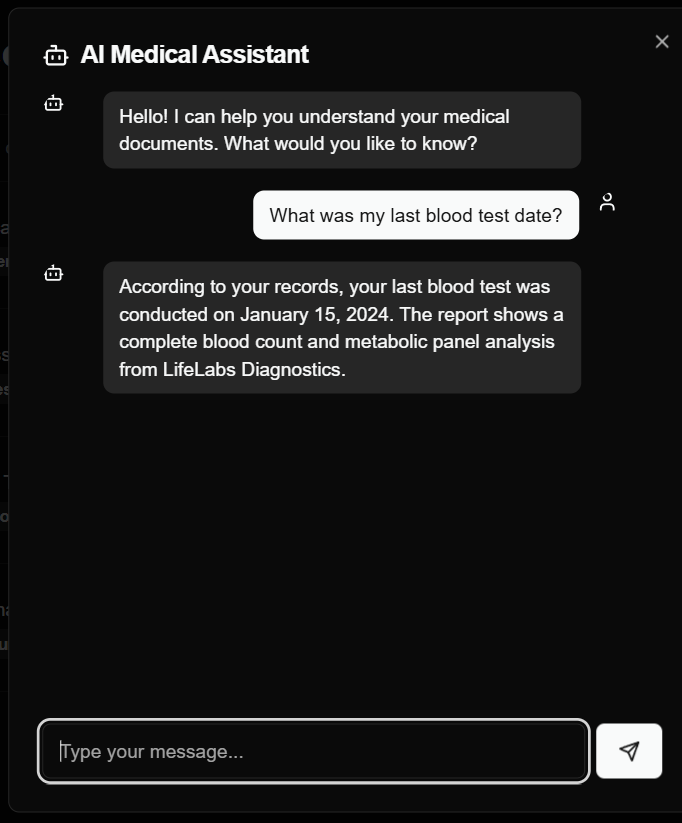 AI Medical Assistant
Hello! I can help you understand your medical
documents. What would you like to know?
What was my last blood test date?
According to your records, your last blood test was
conducted on January 15, 2024. The report shows a
complete blood count and metabolic panel analysis
from LifeLabs Diagnostics.
Type your message...